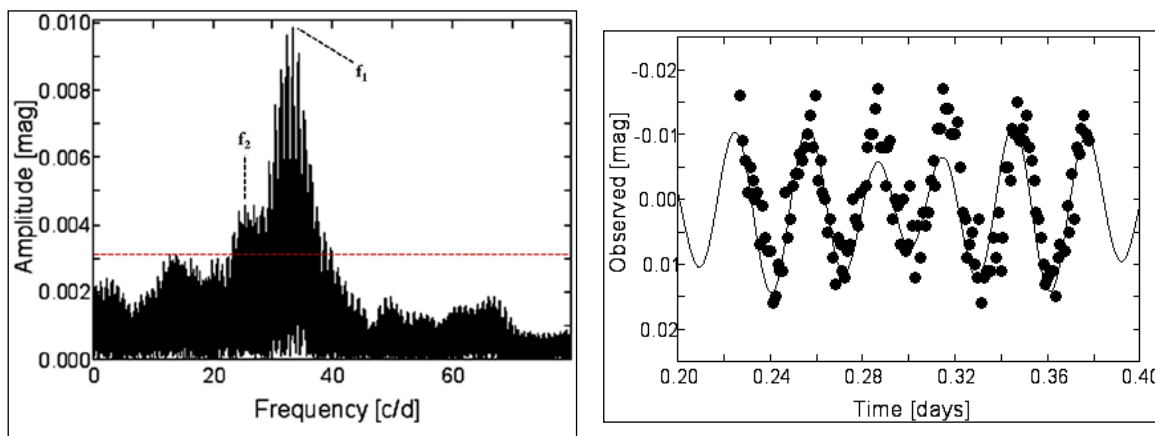 Amplitude [mag]
0.010
0.008
0.006
0.004
0.002
0.000
f₁
f₂
0 20 40 60
Frequency [c/d]
Observed [mag]
-0.02
-0.01
0.00
0.01
0.02
0.20 0.24 0.28 0.32 0.36 0.40
Time [days]